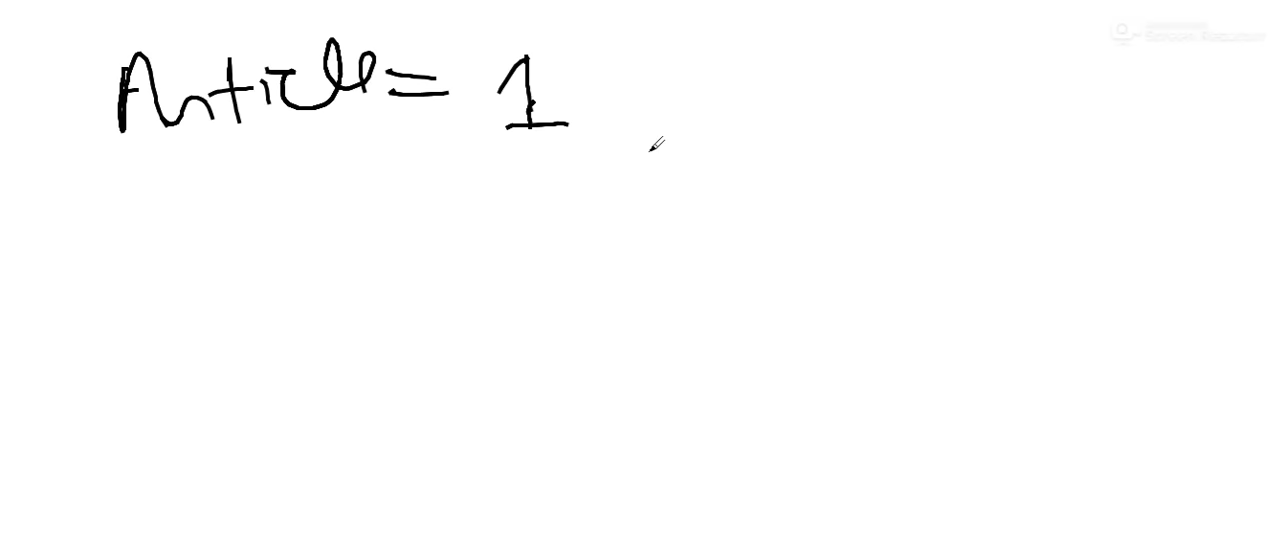 Article = 1